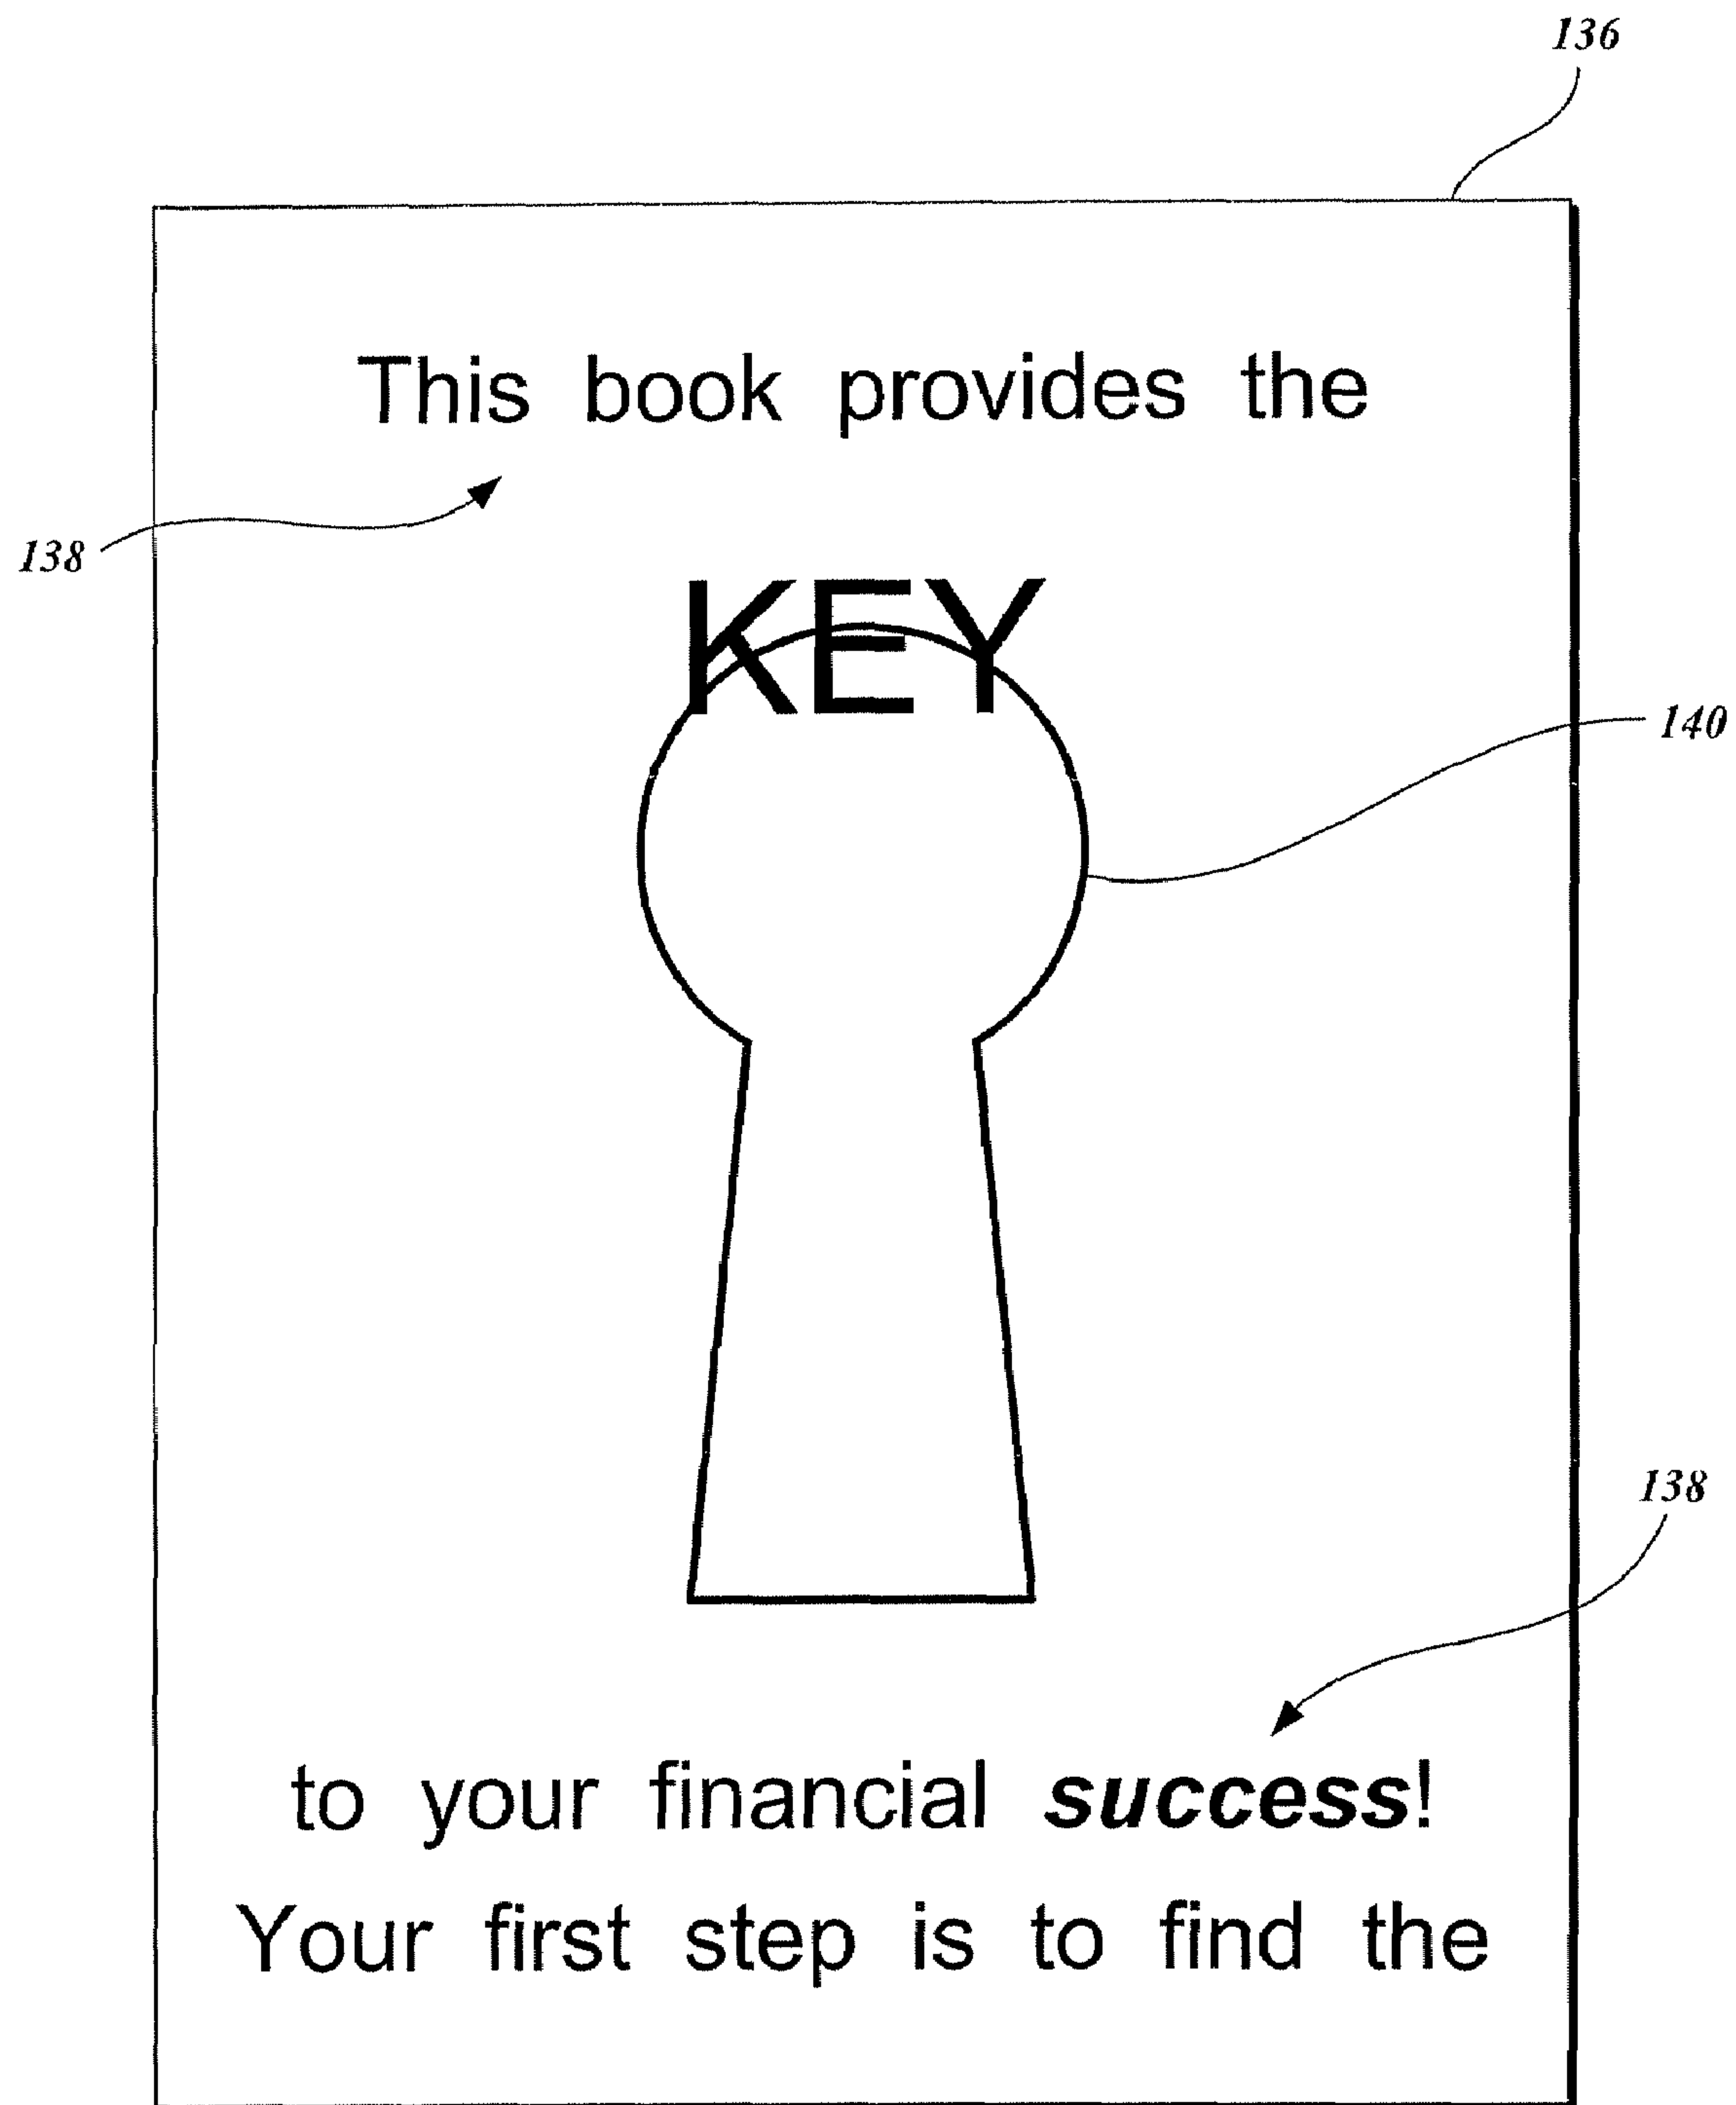 136
This book provides the
138
KEY
140
138
to your financial success!
Your first step is to find the